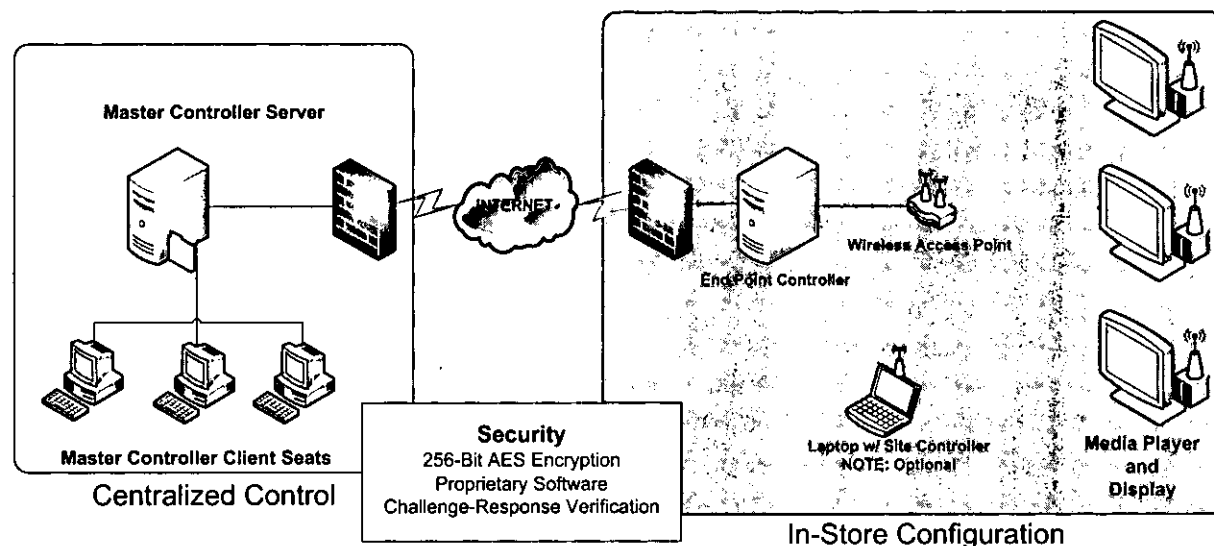 Master Controller Server
INTERNET
Wireless Access Point
End Point Controller
Master Controller Client Seats
Centralized Control
Security
256-Bit AES Encryption
Proprietary Software
Challenge-Response Verification
Laptop w/ Site Controller
NOTE: Optional
Media Player
and
Display
In-Store Configuration